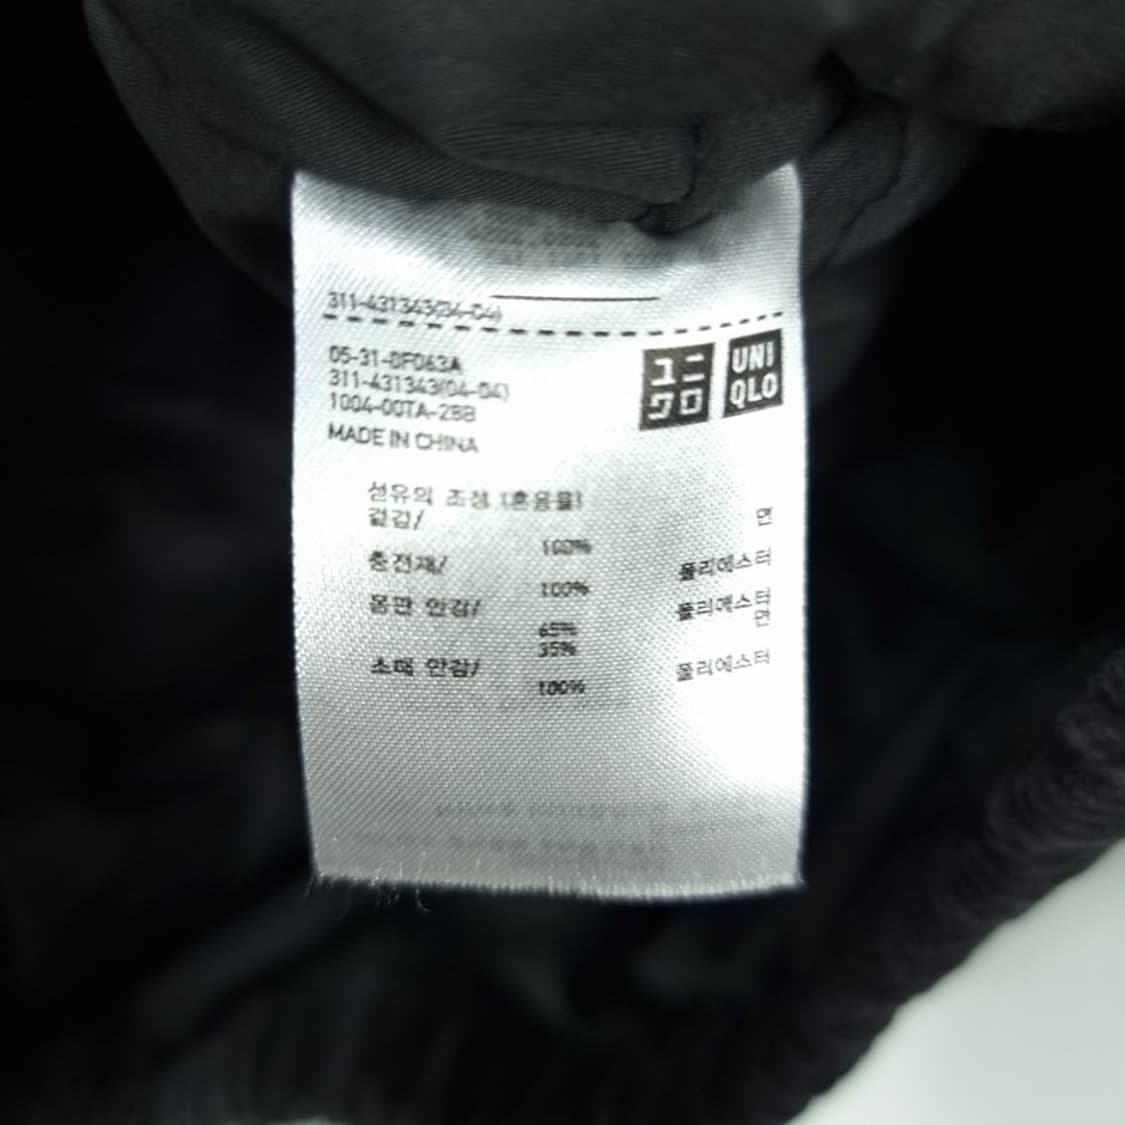 311-431343(04-04)
05-31-0F063A
311-431343(04-04)
1004-00TA-28B
MADE IN CHINA
ユニ
クロ
UNI
QLO
섬유의 조성 (혼용률)
겉감/ 면
100%
충전재/ 폴리에스터
100%
몸판 안감/ 폴리에스터
65% 면
35%
소매 안감/ 폴리에스터
100%